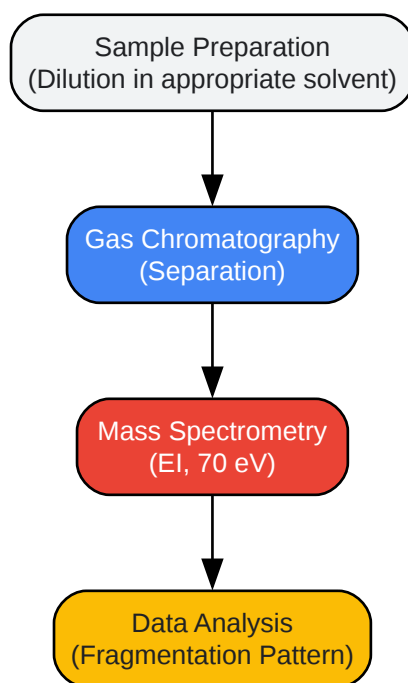 Sample Preparation
(Dilution in appropriate solvent)
Gas Chromatography
(Separation)
Mass Spectrometry
(EI, 70 eV)
Data Analysis
(Fragmentation Pattern)